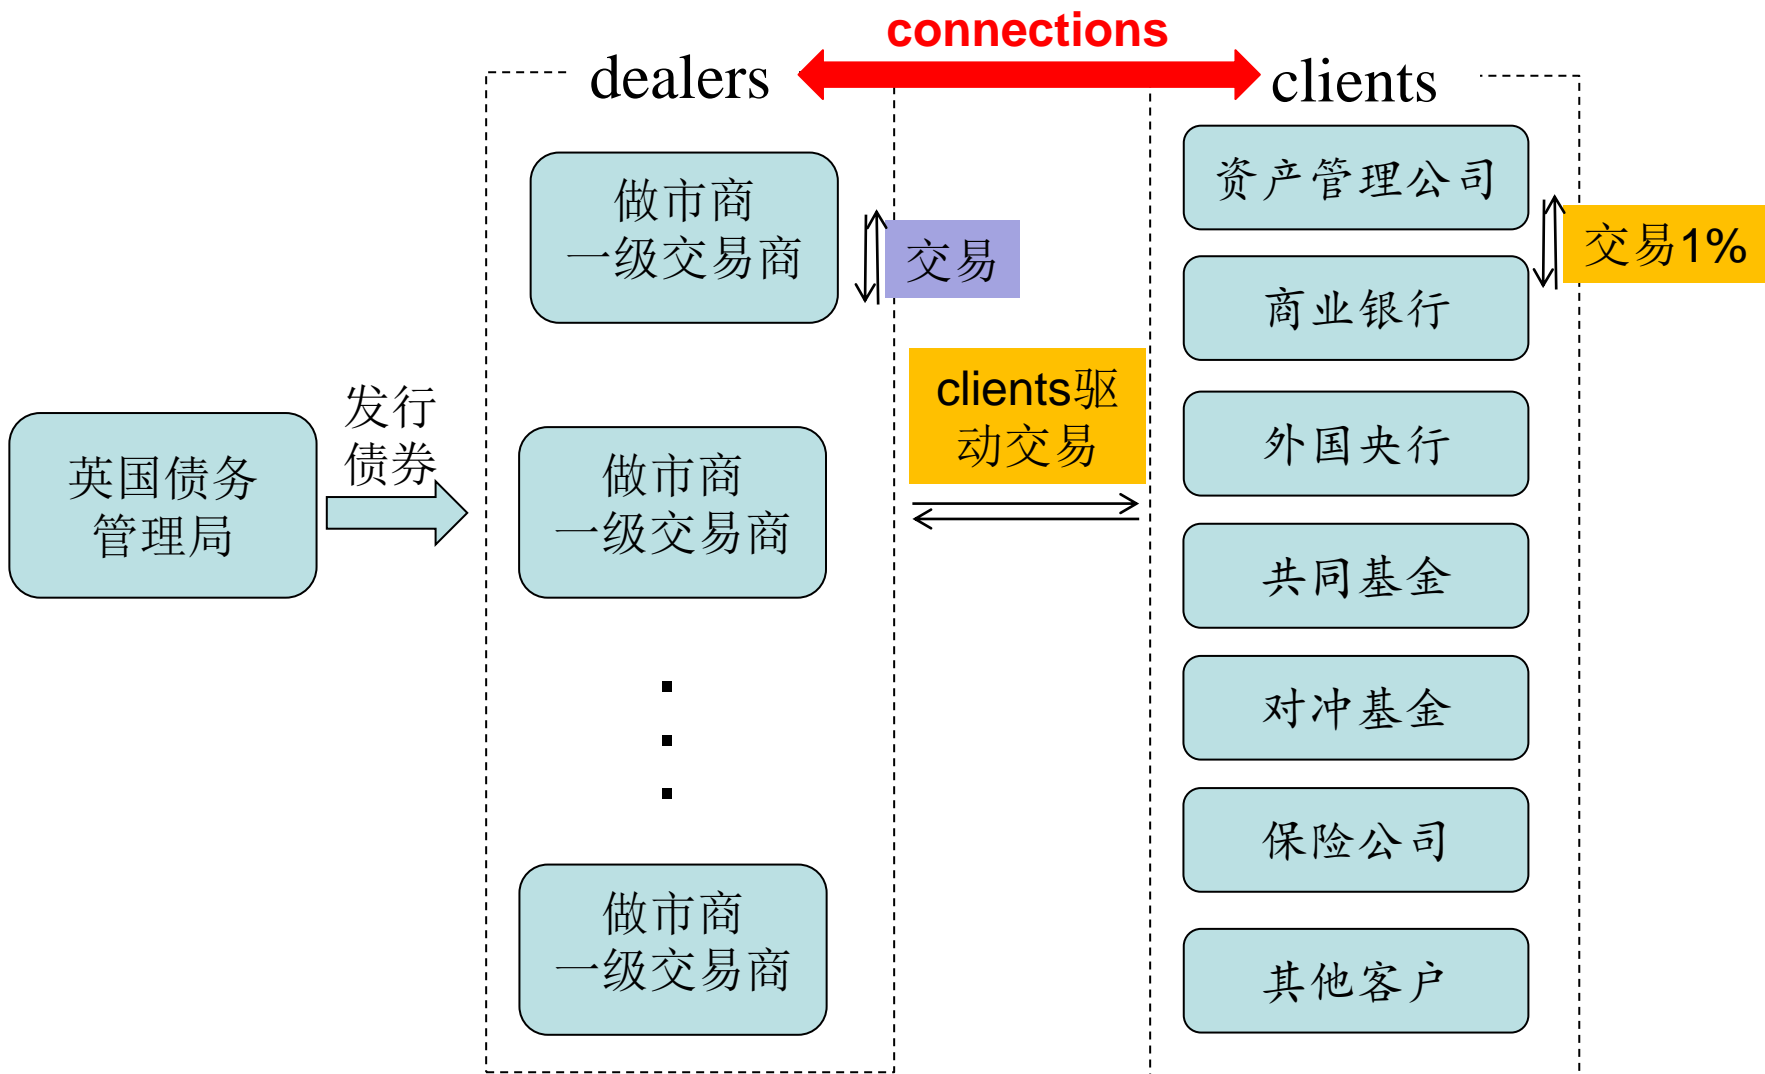 connections
dealers
clients
做市商
一级交易商
交易
资产管理公司
交易1%
商业银行
clients驱
动交易
发行
债券
英国债务
管理局
做市商
一级交易商
外国央行
共同基金
对冲基金
保险公司
做市商
一级交易商
其他客户